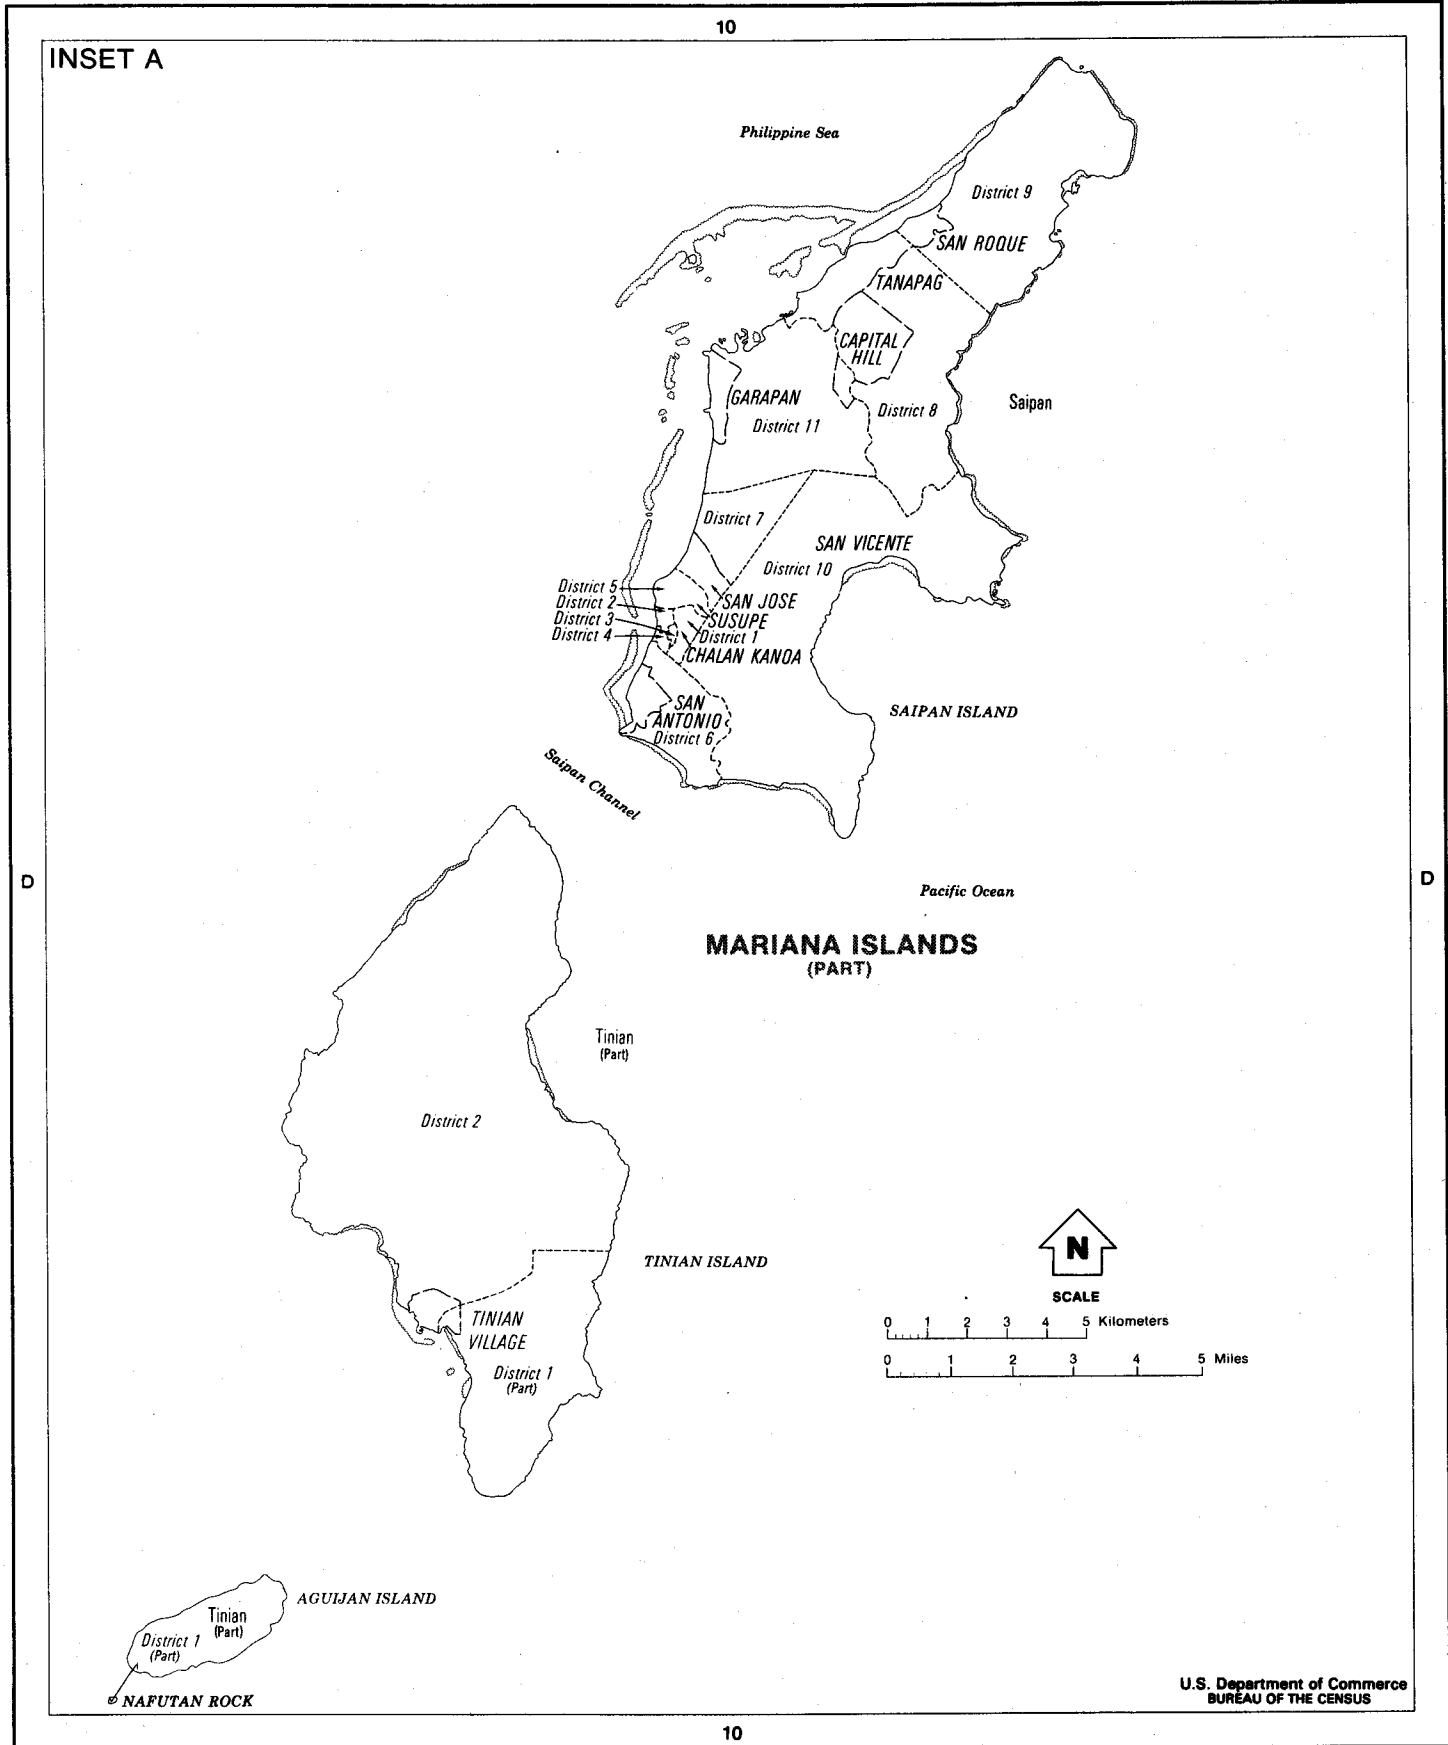 10
INSET A
Philippine Sea
District 9
SAN ROQUE
TANAPAG
CAPITAL
HILL
GARAPAN
District 8
Saipan
District 11
District 7
SAN VICENTE
District 10
District 5
District 2
District 3
District 4
SAN JOSE
SUSUPE
District 1
CHALAN KANOA
SAN
ANTONIO
District 6
SAIPAN ISLAND
Saipan Channel
D
D
Pacific Ocean
MARIANA ISLANDS
(PART)
Tinian
(Part)
District 2
TINIAN ISLAND
N
SCALE
0 1 2 3 4 5 Kilometers
0 1 2 3 4 5 Miles
TINIAN
VILLAGE
District 1
(Part)
AGUIJAN ISLAND
Tinian
(Part)
District 1
(Part)
NAFUTAN ROCK
U.S. Department of Commerce
BUREAU OF THE CENSUS
10